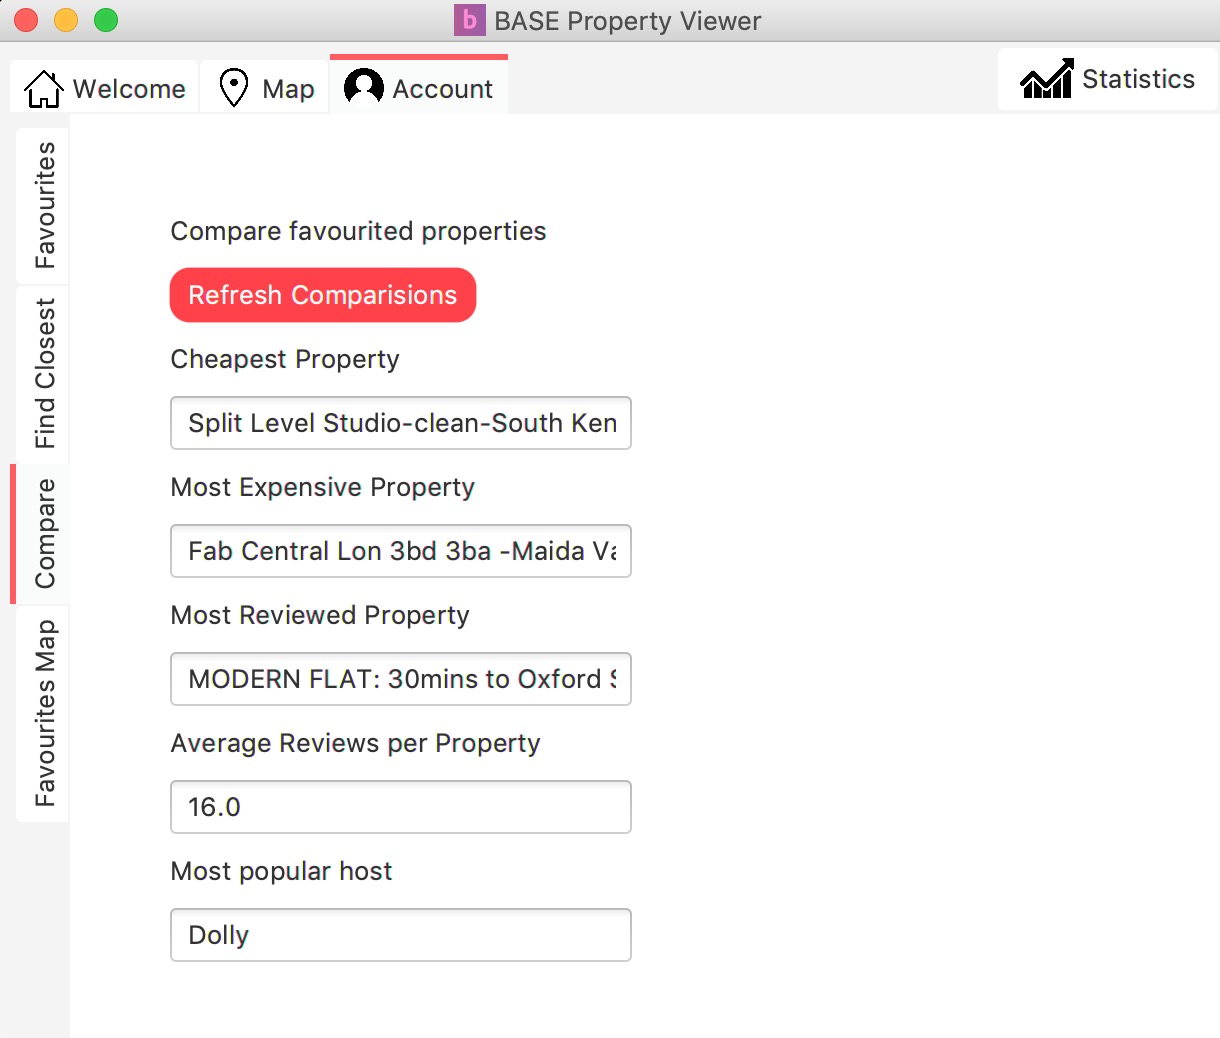 b BASE Property Viewer
Welcome
Map
Account
Statistics
Favourites
Find Closest
Compare
Favourites Map
Compare favourited properties
Refresh Comparisions
Cheapest Property
Split Level Studio-clean-South Ken
Most Expensive Property
Fab Central Lon 3bd 3ba -Maida Va
Most Reviewed Property
MODERN FLAT: 30mins to Oxford S
Average Reviews per Property
16.0
Most popular host
Dolly